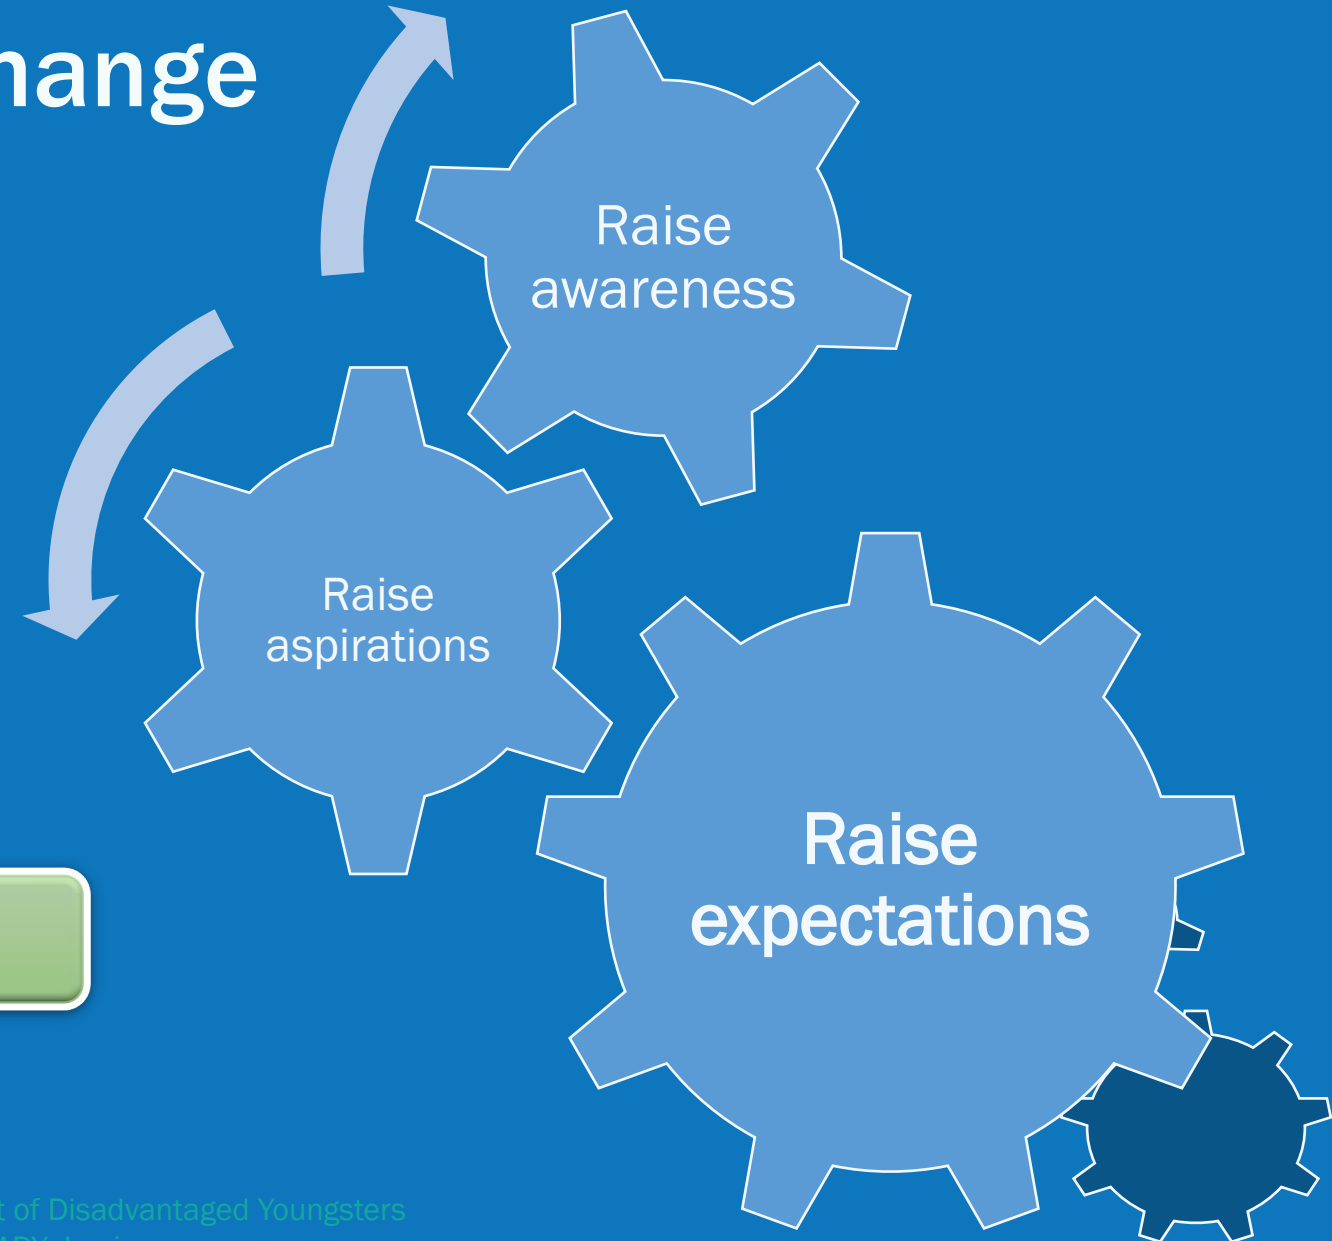 hange
Raise
awareness
Raise
aspirations
Raise
expectations
of Disadvantaged Youngsters